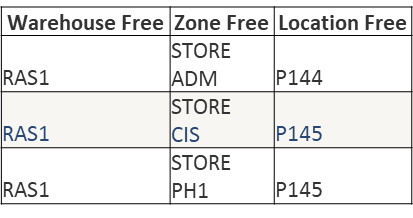 Warehouse Free Zone Free Location Free
STORE
RAS1 ADM P144
STORE
RAS1 CIS P145
STORE
RAS1 PH1 P145